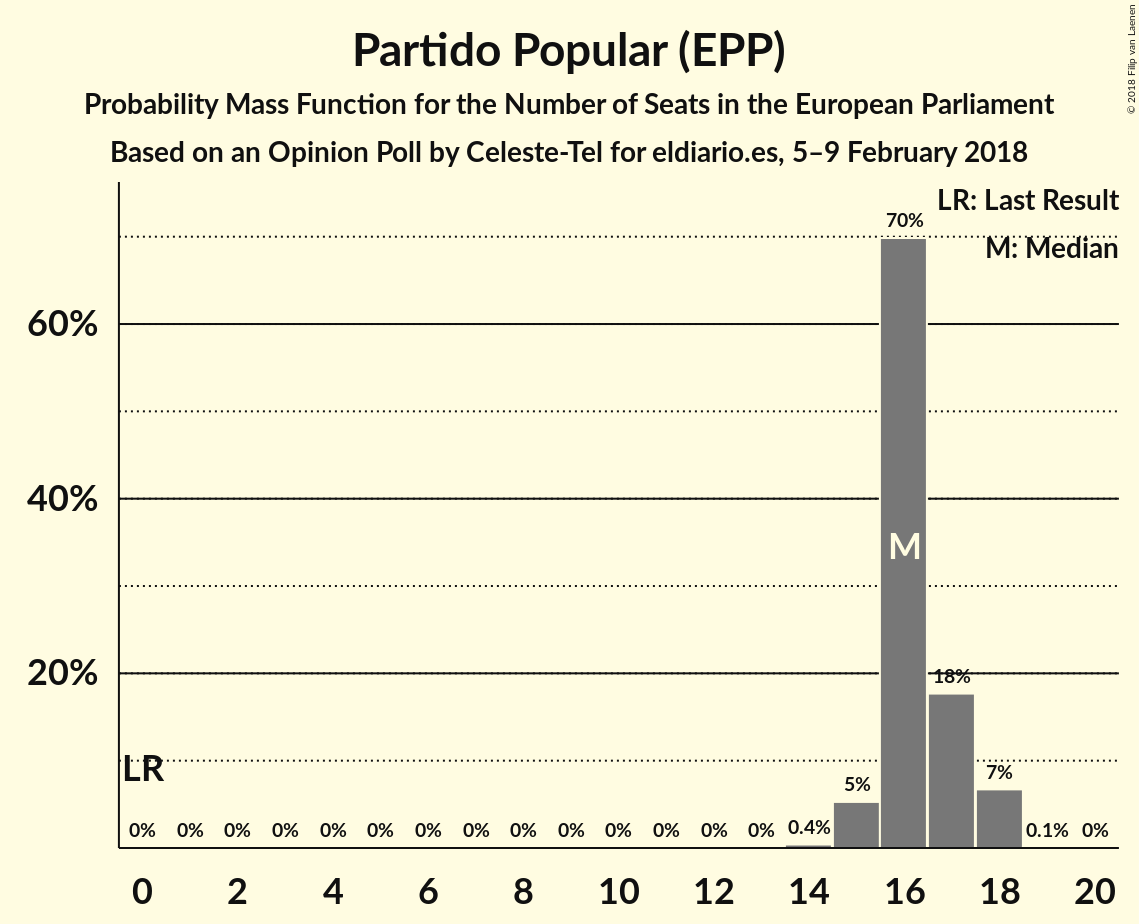 Partido Popular (EPP)
Probability Mass Function for the Number of Seats in the European Parliament
Based on an Opinion Poll by Celeste-Tel for eldiario.es, 5–9 February 2018
© 2018 Filip van Laenen
LR: Last Result
M: Median
70%
60%
40%
M
20%
18%
LR
7%
5%
0% 0% 0% 0% 0% 0% 0% 0% 0% 0% 0% 0% 0% 0% 0.4% 0.1% 0%
0 2 4 6 8 10 12 14 16 18 20